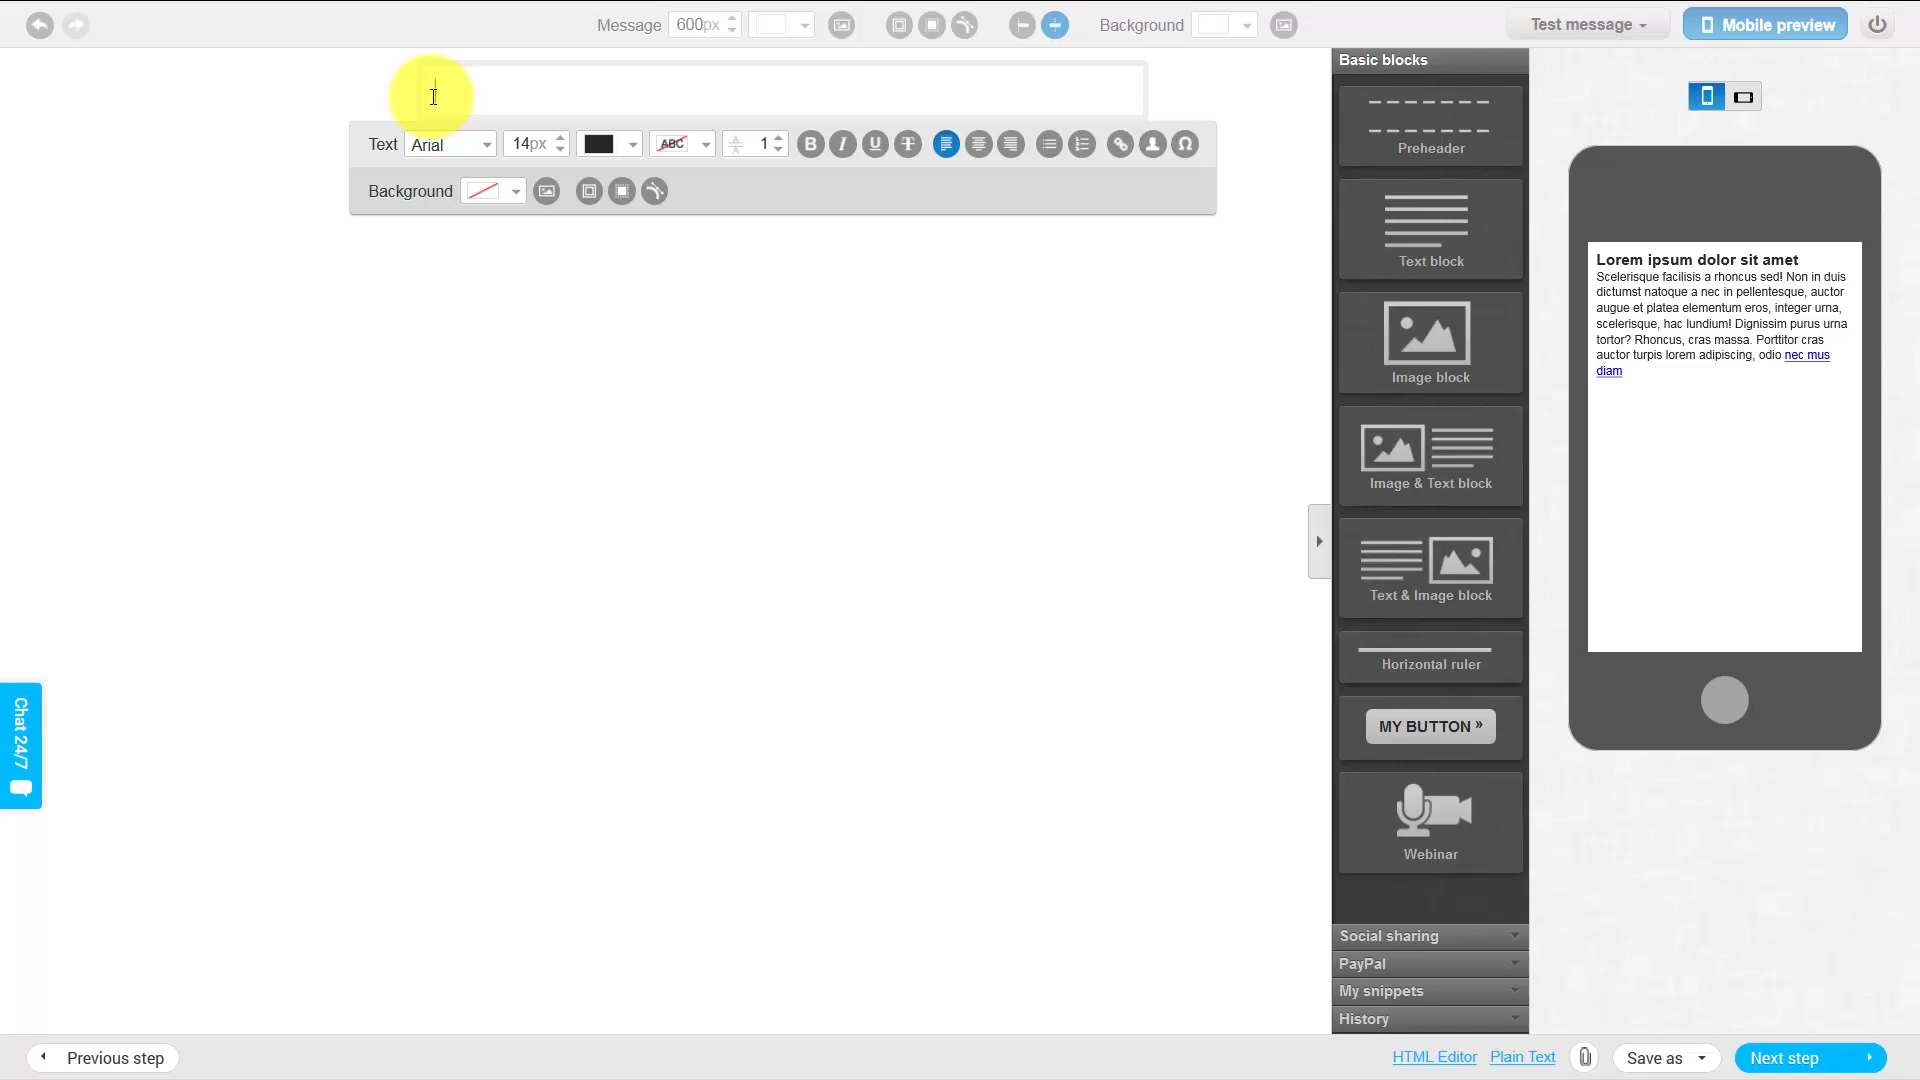 Message 600px
Background
Test message
Mobile preview
Text Arial 14px ABC 1 B I U T Ω
Background
Basic blocks
Preheader
Text block
Image block
Image & Text block
Text & Image block
Horizontal ruler
MY BUTTON »
Webinar
Social sharing
PayPal
My snippets
History
Lorem ipsum dolor sit amet
Scelerisque facilisis a rhoncus sed! Non in duis
dictumst natoque a nec in pellentesque, auctor
augue et platea elementum eros, integer urna,
scelerisque, hac lundium! Dignissim purus urna
tortor? Rhoncus, cras massa. Porttitor cras
auctor turpis lorem adipiscing, odio nec mus
diam
Chat 24/7
Previous step
HTML Editor
Plain Text
Save as
Next step